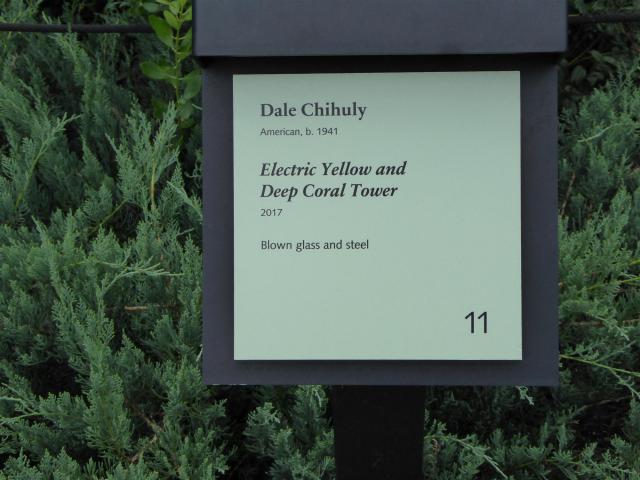 Dale Chihuly
American, b. 1941
Electric Yellow and
Deep Coral Tower
2017
Blown glass and steel
11